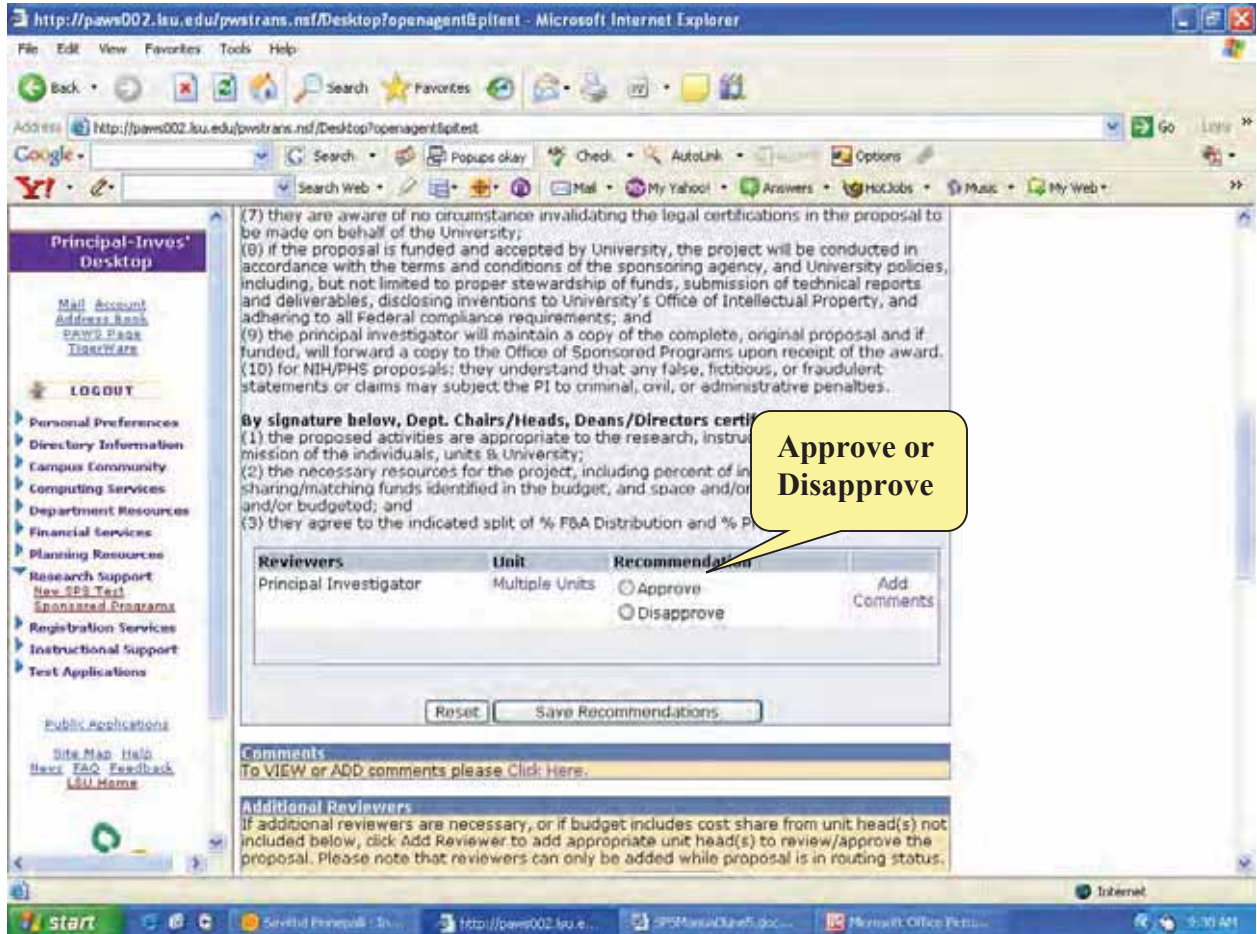 http://paws002.lsu.edu/pwstrans.nsf/Desktop?openagent&pitest - Microsoft Internet Explorer
File Edit View Favorites Tools Help
Back Search Favorites
Address http://paws002.lsu.edu/pwstrans.nsf/Desktop?openagent&pitest Go Links »
Google Search Popups okay Check AutoLink Options
Y! Search Web Mail My Yahoo! Answers HotJobs Music My Web »
Principal-Inves'
Desktop
Mail Account
Address Book
PAWS Page
TigerWare
LOGOUT
Personal Preferences
Directory Information
Campus Community
Computing Services
Department Resources
Financial Services
Planning Resources
Research Support
New SPS Test
Sponsored Programs
Registration Services
Instructional Support
Test Applications
Public Applications
Site Map Help
News FAQ Feedback
LSU Home
(7) they are aware of no circumstance invalidating the legal certifications in the proposal to
be made on behalf of the University;
(8) if the proposal is funded and accepted by University, the project will be conducted in
accordance with the terms and conditions of the sponsoring agency, and University policies,
including, but not limited to proper stewardship of funds, submission of technical reports
and deliverables, disclosing inventions to University's Office of Intellectual Property, and
adhering to all Federal compliance requirements; and
(9) the principal investigator will maintain a copy of the complete, original proposal and if
funded, will forward a copy to the Office of Sponsored Programs upon receipt of the award.
(10) for NIH/PHS proposals: they understand that any false, fictitious, or fraudulent
statements or claims may subject the PI to criminal, civil, or administrative penalties.
By signature below, Dept. Chairs/Heads, Deans/Directors certif
(1) the proposed activities are appropriate to the research, instruc
mission of the individuals, units & University;
(2) the necessary resources for the project, including percent of in
sharing/matching funds identified in the budget, and space and/or
and/or budgeted; and
(3) they agree to the indicated split of % F&A Distribution and % P
Approve or
Disapprove
Reviewers Unit Recommendation
Principal Investigator Multiple Units Approve Add
Disapprove Comments
Reset Save Recommendations
Comments
To VIEW or ADD comments please Click Here.
Additional Reviewers
If additional reviewers are necessary, or if budget includes cost share from unit head(s) not
included below, click Add Reviewer to add appropriate unit head(s) to review/approve the
proposal. Please note that reviewers can only be added while proposal is in routing status.
Internet
start http://paws002.lsu.e... Microsoft Office 9:30 AM